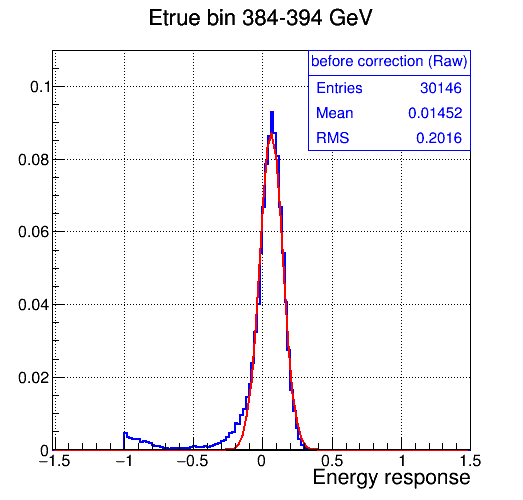 Etrue bin 384-394 GeV
before correction (Raw)
Entries 30146
Mean 0.01452
RMS 0.2016
0.1
0.08
0.06
0.04
0.02
0
−1.5 −1 −0.5 0 0.5 1 1.5
Energy response